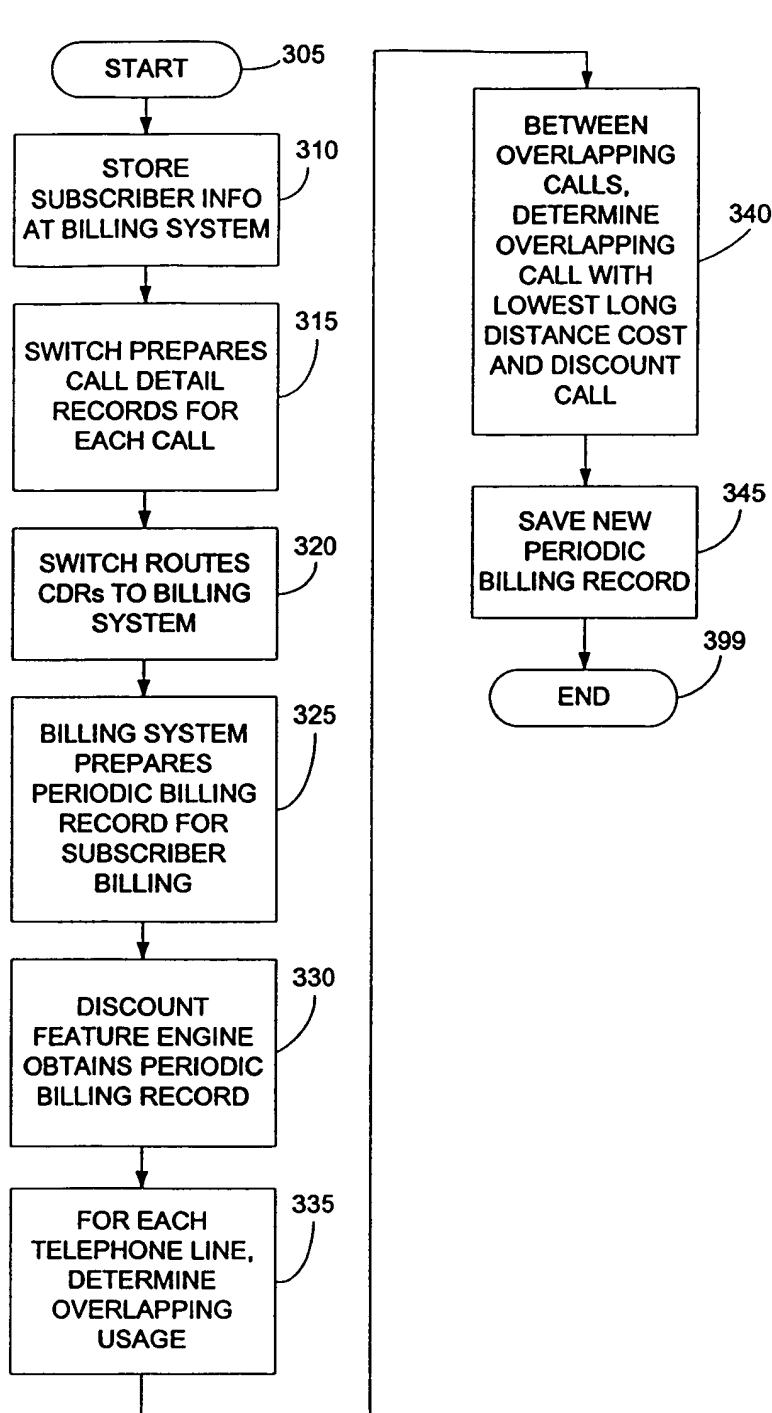 START
305
STORE
SUBSCRIBER INFO
AT BILLING SYSTEM
310
SWITCH PREPARES
CALL DETAIL
RECORDS FOR
EACH CALL
315
SWITCH ROUTES
CDRs TO BILLING
SYSTEM
320
BILLING SYSTEM
PREPARES
PERIODIC BILLING
RECORD FOR
SUBSCRIBER
BILLING
325
DISCOUNT
FEATURE ENGINE
OBTAINS PERIODIC
BILLING RECORD
330
FOR EACH
TELEPHONE LINE,
DETERMINE
OVERLAPPING
USAGE
335
BETWEEN
OVERLAPPING
CALLS,
DETERMINE
OVERLAPPING
CALL WITH
LOWEST LONG
DISTANCE COST
AND DISCOUNT
CALL
340
SAVE NEW
PERIODIC
BILLING RECORD
345
END
399